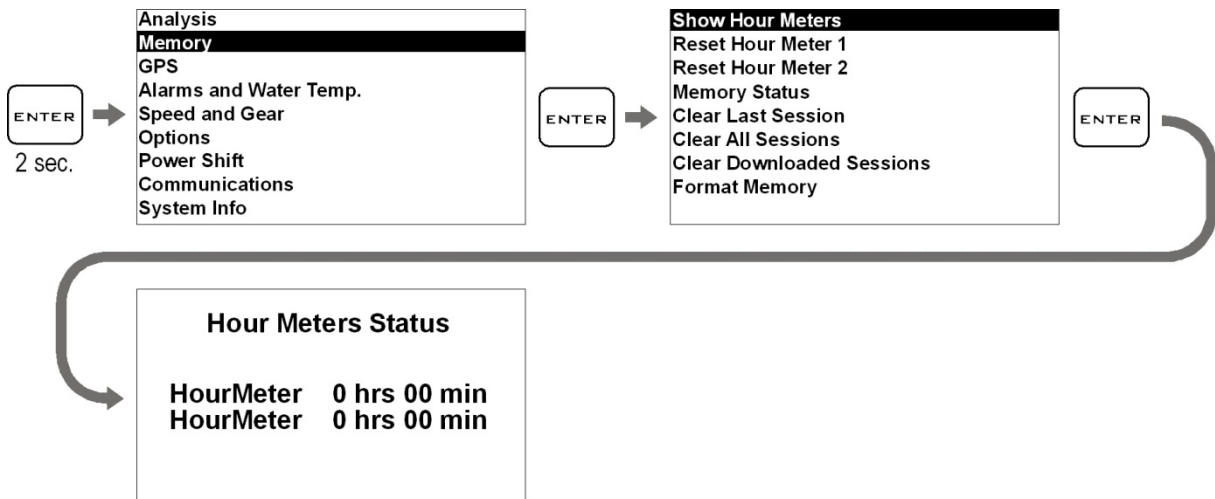 ENTER
2 sec.
Analysis
Memory
GPS
Alarms and Water Temp.
Speed and Gear
Options
Power Shift
Communications
System Info
ENTER
Show Hour Meters
Reset Hour Meter 1
Reset Hour Meter 2
Memory Status
Clear Last Session
Clear All Sessions
Clear Downloaded Sessions
Format Memory
ENTER
Hour Meters Status
HourMeter 0 hrs 00 min
HourMeter 0 hrs 00 min